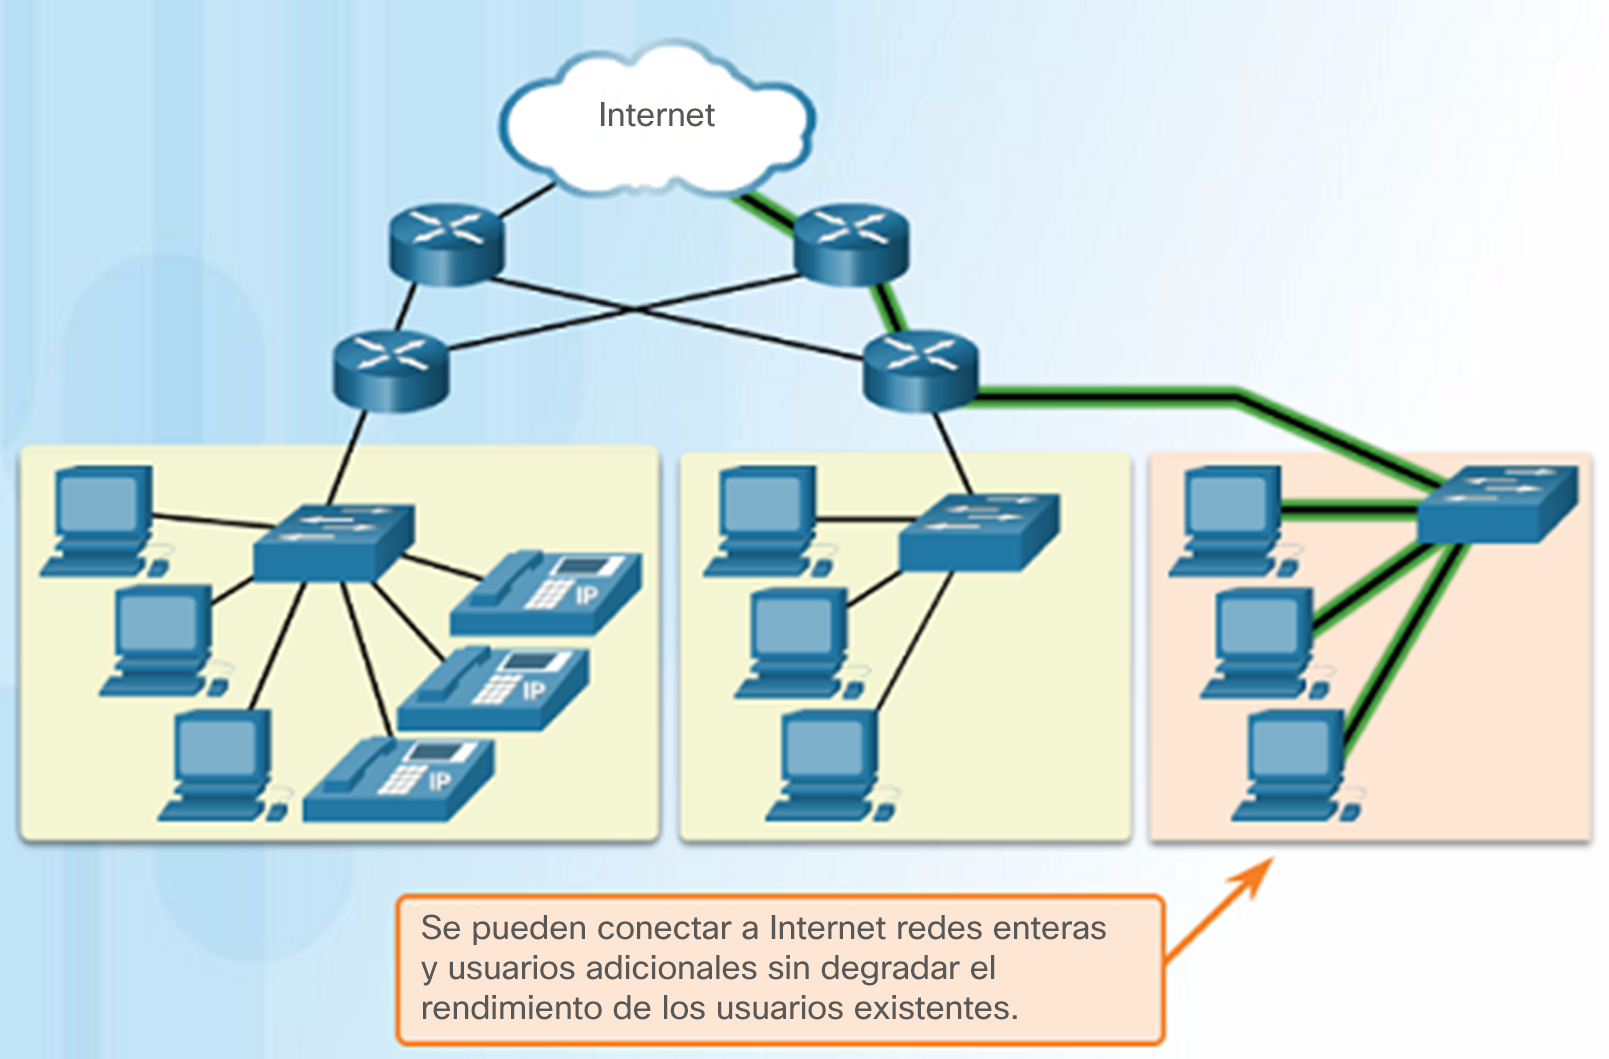 Internet
IP
IP
IP
Se pueden conectar a Internet redes enteras
y usuarios adicionales sin degradar el
rendimiento de los usuarios existentes.